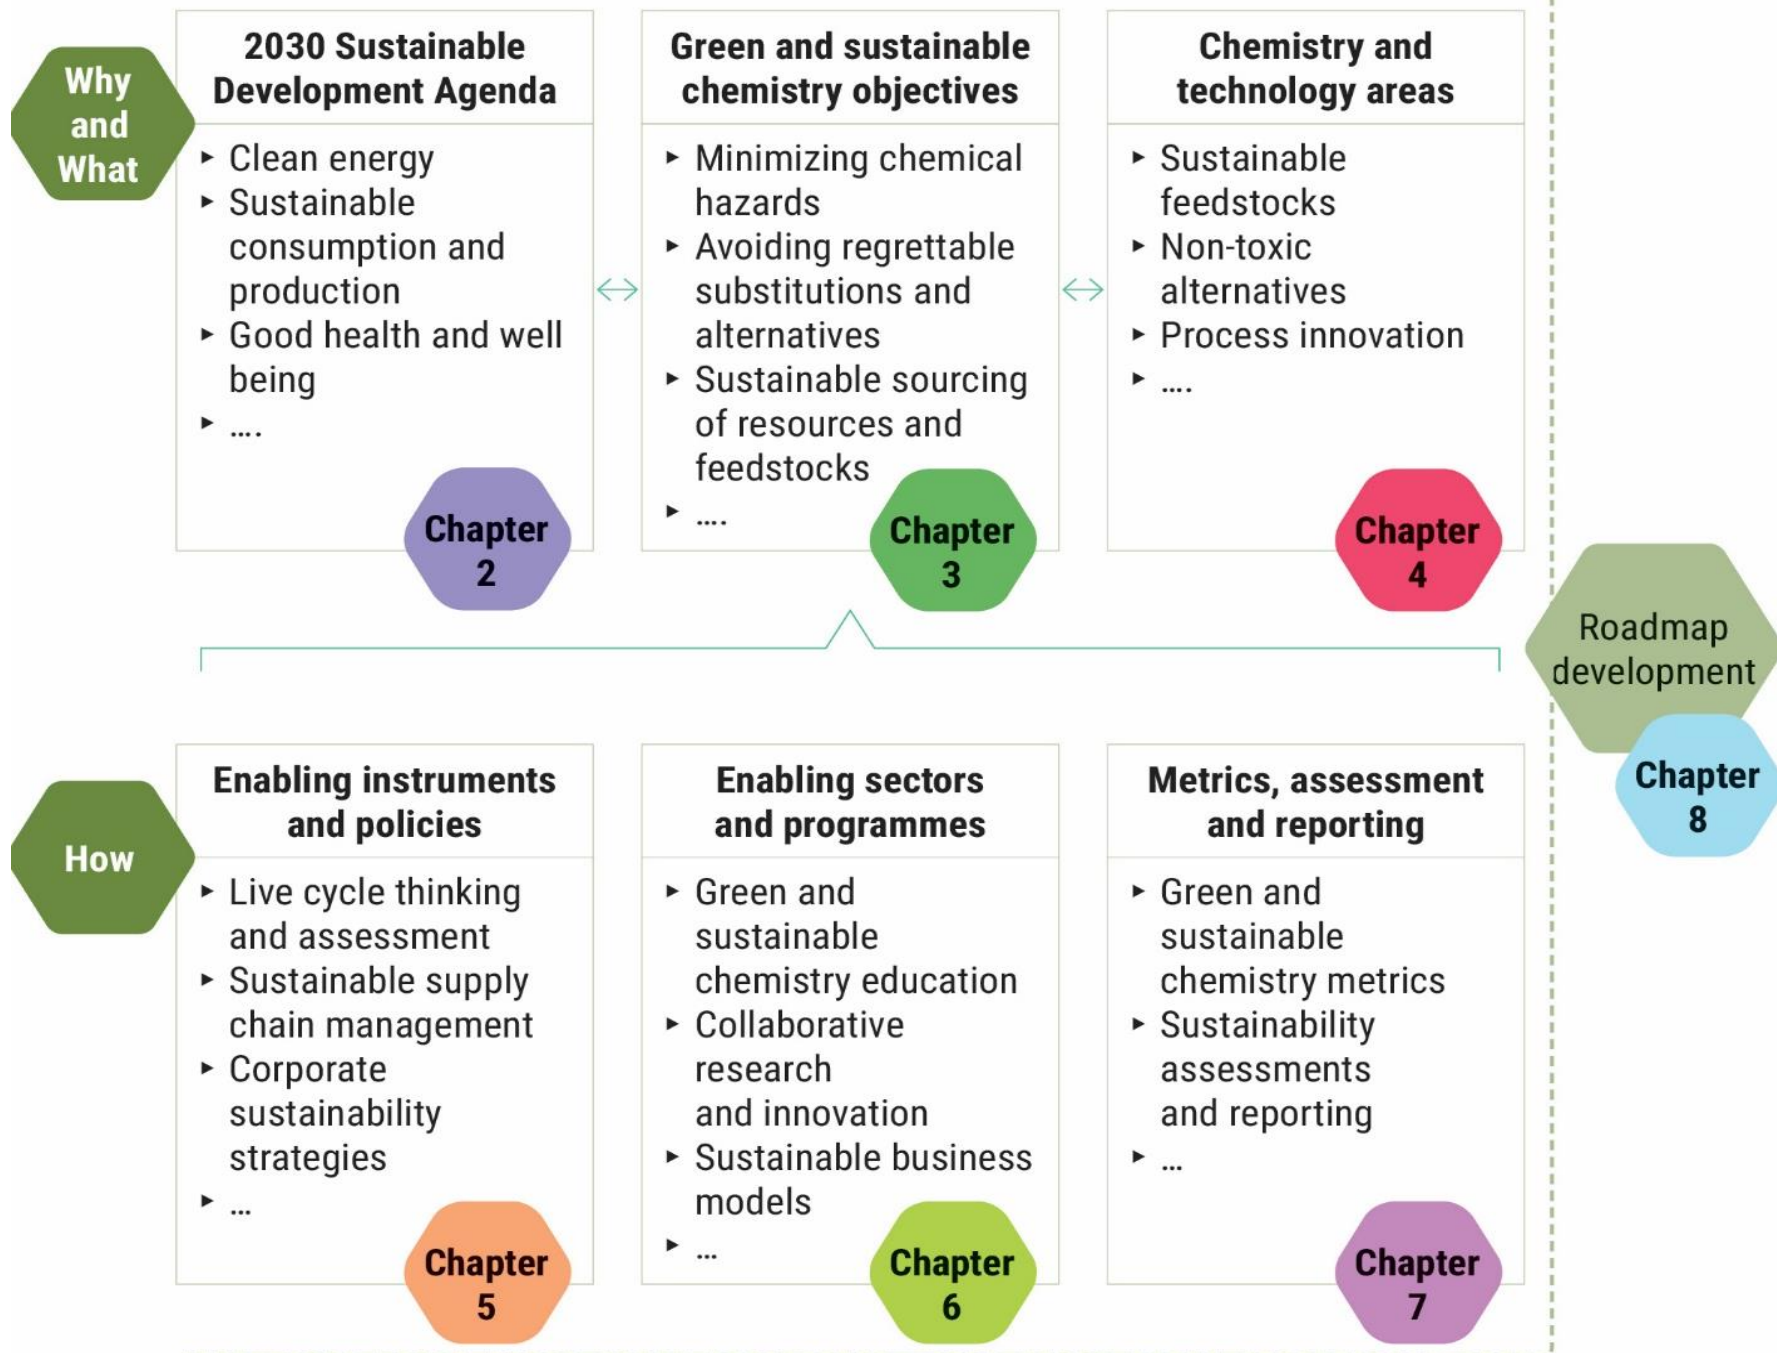 Why
and
What
2030 Sustainable
Development Agenda
▸ Clean energy
▸ Sustainable
consumption and
production
▸ Good health and well
being
▸ ....
Chapter
2
Green and sustainable
chemistry objectives
▸ Minimizing chemical
hazards
▸ Avoiding regrettable
substitutions and
alternatives
▸ Sustainable sourcing
of resources and
feedstocks
▸ ....
Chapter
3
Chemistry and
technology areas
▸ Sustainable
feedstocks
▸ Non-toxic
alternatives
▸ Process innovation
▸ ....
Chapter
4
Roadmap
development
Chapter
8
How
Enabling instruments
and policies
▸ Live cycle thinking
and assessment
▸ Sustainable supply
chain management
▸ Corporate
sustainability
strategies
▸ ...
Chapter
5
Enabling sectors
and programmes
▸ Green and
sustainable
chemistry education
▸ Collaborative
research
and innovation
▸ Sustainable business
models
▸ ...
Chapter
6
Metrics, assessment
and reporting
▸ Green and
sustainable
chemistry metrics
▸ Sustainability
assessments
and reporting
▸ ...
Chapter
7